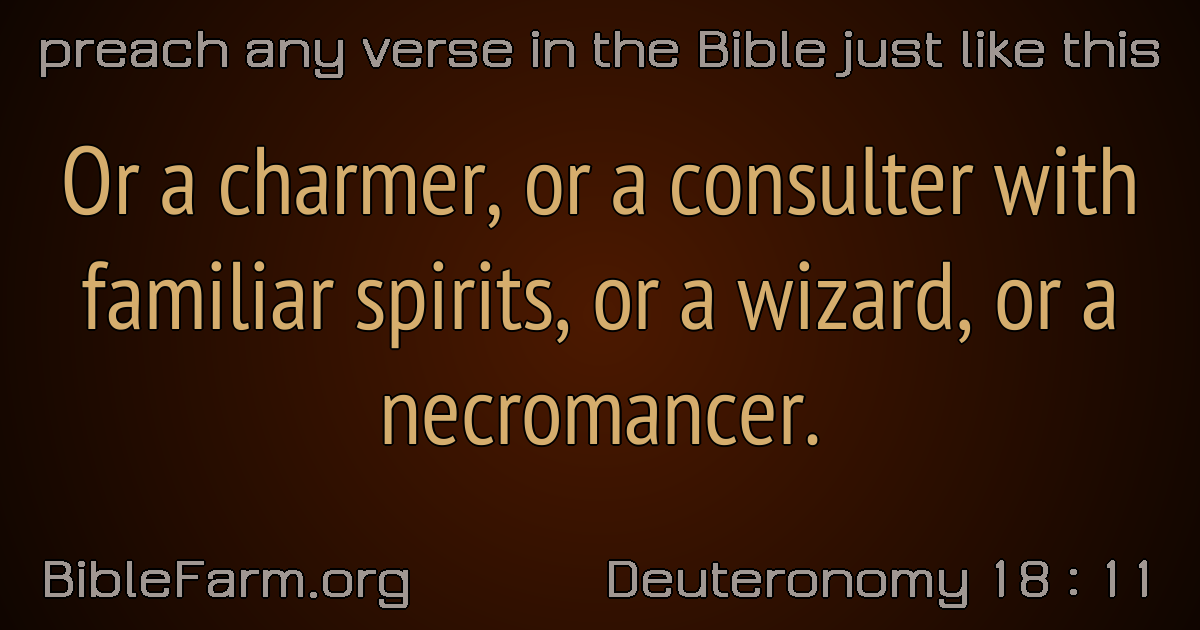 preach any verse in the Bible just like this
Or a charmer, or a consulter with
familiar spirits, or a wizard, or a
necromancer.
BibleFarm.org
Deuteronomy 18 : 11